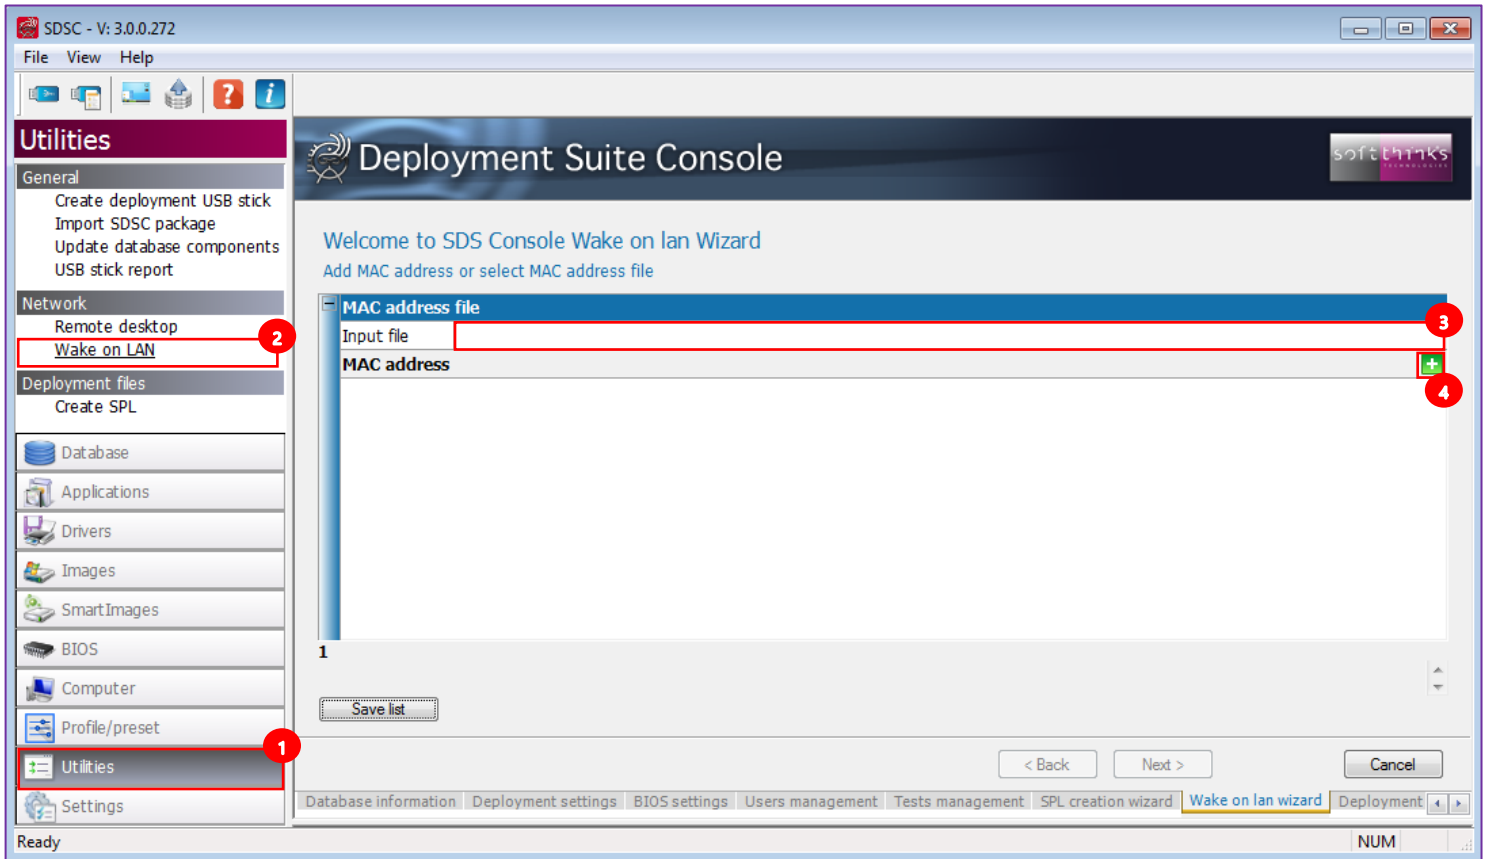 SDSC - V: 3.0.0.272
File View Help
Utilities
General
Create deployment USB stick
Import SDSC package
Update database components
USB stick report
Network
Remote desktop
2
Wake on LAN
Deployment files
Create SPL
Database
Applications
Drivers
Images
SmartImages
BIOS
Computer
Profile/preset
1
Utilities
Settings
Deployment Suite Console
softthinks
TECHNOLOGIES
Welcome to SDS Console Wake on lan Wizard
Add MAC address or select MAC address file
MAC address file
3
Input file
MAC address
4
1
Save list
< Back Next > Cancel
Database information Deployment settings BIOS settings Users management Tests management SPL creation wizard Wake on lan wizard Deployment
Ready NUM